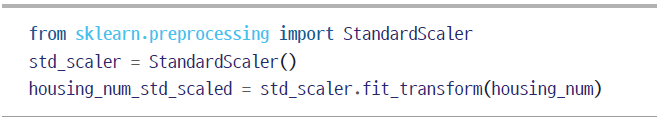 from sklearn.preprocessing import StandardScaler
std_scaler = StandardScaler()
housing_num_std_scaled = std_scaler.fit_transform(housing_num)